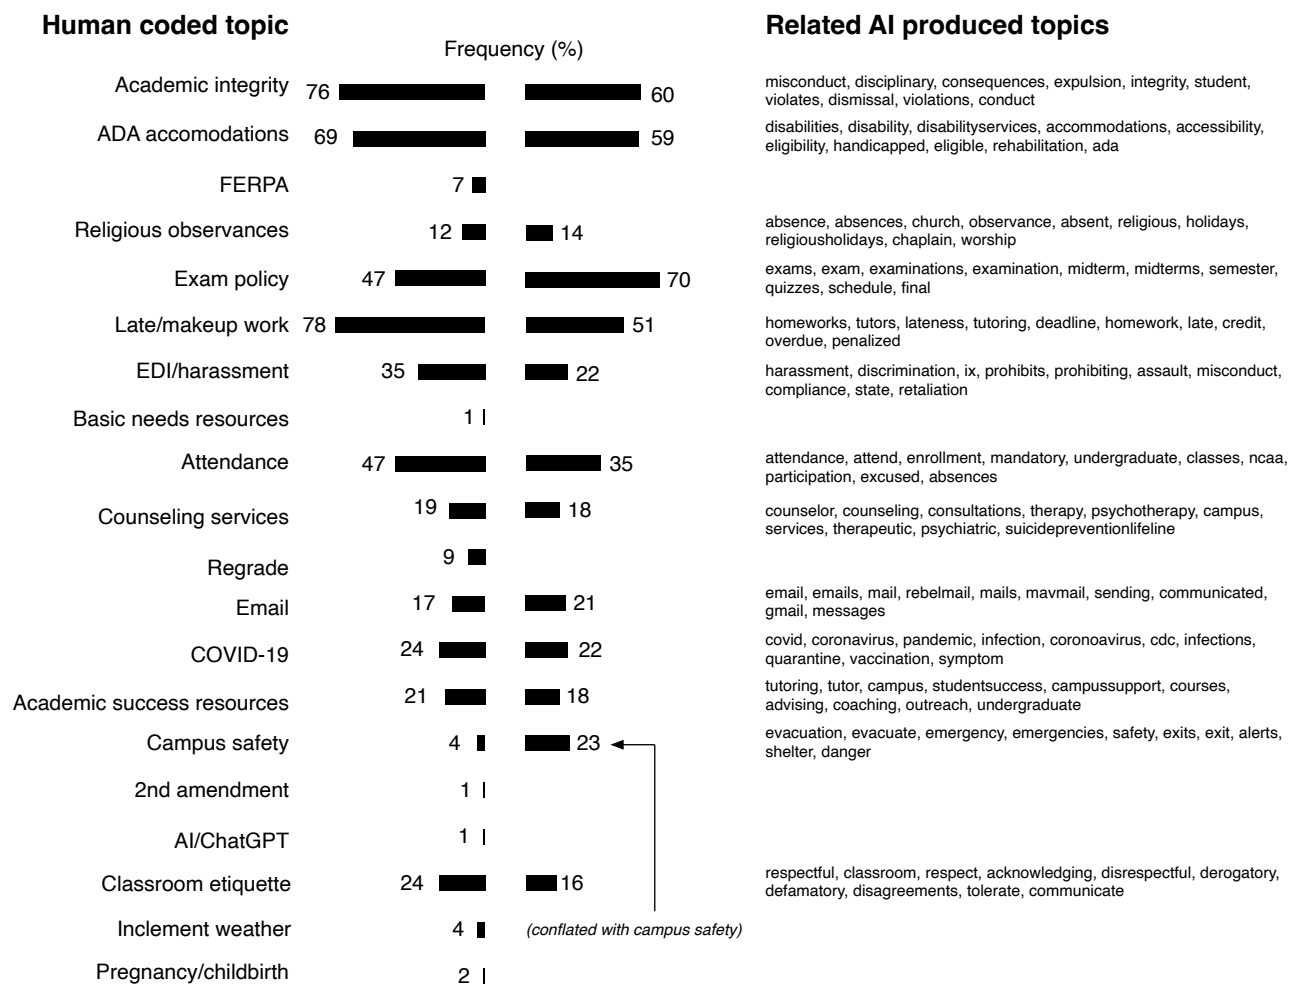 Human coded topic
Related AI produced topics
Frequency (%)
Academic integrity 76 60 misconduct, disciplinary, consequences, expulsion, integrity, student,
violates, dismissal, violations, conduct
ADA accomodations 69 59 disabilities, disability, disabilityservices, accommodations, accessibility,
eligibility, handicapped, eligible, rehabilitation, ada
FERPA 7
Religious observances 12 14 absence, absences, church, observance, absent, religious, holidays,
religiousholidays, chaplain, worship
Exam policy 47 70 exams, exam, examinations, examination, midterm, midterms, semester,
quizzes, schedule, final
Late/makeup work 78 51 homeworks, tutors, lateness, tutoring, deadline, homework, late, credit,
overdue, penalized
EDI/harassment 35 22 harassment, discrimination, ix, prohibits, prohibiting, assault, misconduct,
compliance, state, retaliation
Basic needs resources 1
Attendance 47 35 attendance, attend, enrollment, mandatory, undergraduate, classes, ncaa,
participation, excused, absences
Counseling services 19 18 counselor, counseling, consultations, therapy, psychotherapy, campus,
services, therapeutic, psychiatric, suicidepreventionlifeline
Regrade 9
Email 17 21 email, emails, mail, rebelmail, mails, mavmail, sending, communicated,
gmail, messages
COVID-19 24 22 covid, coronavirus, pandemic, infection, coronoavirus, cdc, infections,
quarantine, vaccination, symptom
Academic success resources 21 18 tutoring, tutor, campus, studentsuccess, campussupport, courses,
advising, coaching, outreach, undergraduate
Campus safety 4 23 evacuation, evacuate, emergency, emergencies, safety, exits, exit, alerts,
shelter, danger
2nd amendment 1
AI/ChatGPT 1
Classroom etiquette 24 16 respectful, classroom, respect, acknowledging, disrespectful, derogatory,
defamatory, disagreements, tolerate, communicate
Inclement weather 4 (conflated with campus safety)
Pregnancy/childbirth 2